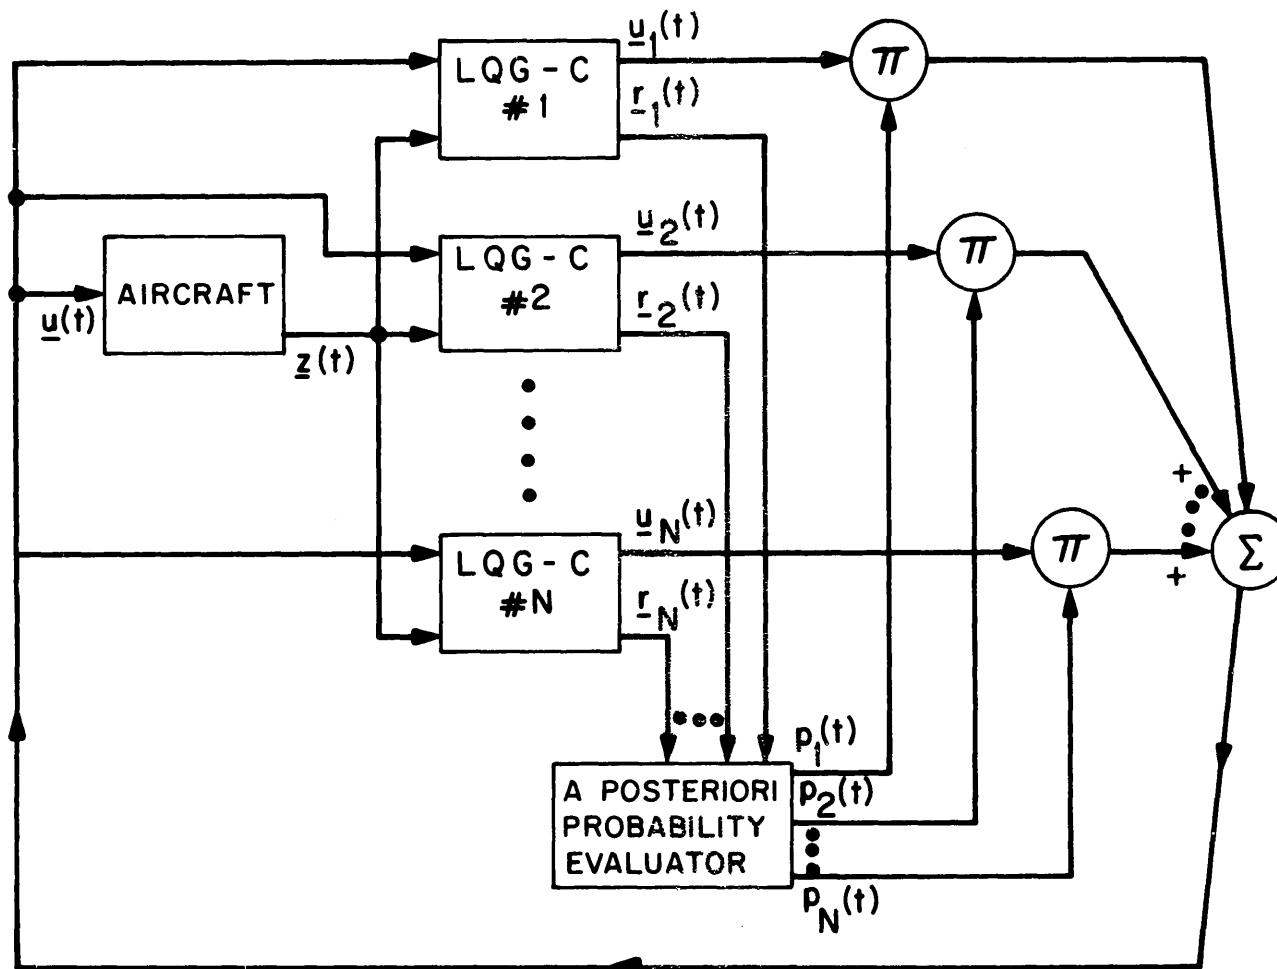 LQG-C
#1
u1(t)
r1(t)
π
LQG-C
#2
u2(t)
r2(t)
π
AIRCRAFT
u(t)
z(t)
LQG-C
#N
uN(t)
rN(t)
π
+
+
Σ
A POSTERIORI
PROBABILITY
EVALUATOR
p1(t)
p2(t)
pN(t)